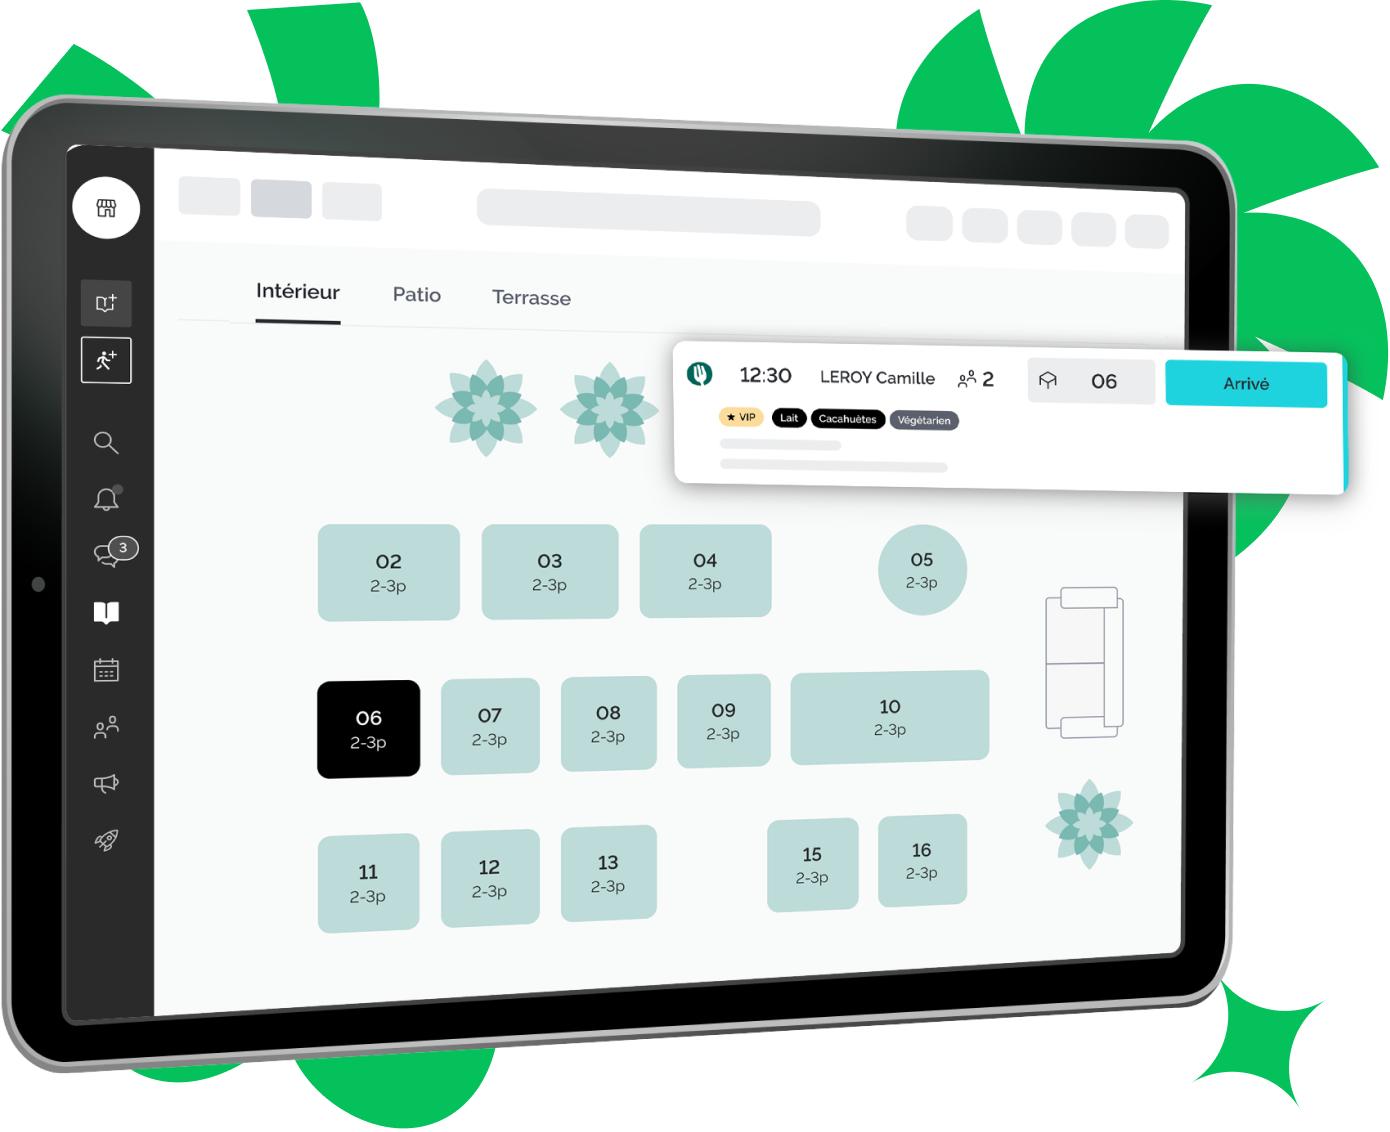 Intérieur Patio Terrasse
12:30 LEROY Camille 2 06 Arrivé
★ VIP Lait Cacahuètes Végétarien
3
02
2-3p
03
2-3p
04
2-3p
05
2-3p
06
2-3p
07
2-3p
08
2-3p
09
2-3p
10
2-3p
11
2-3p
12
2-3p
13
2-3p
15
2-3p
16
2-3p